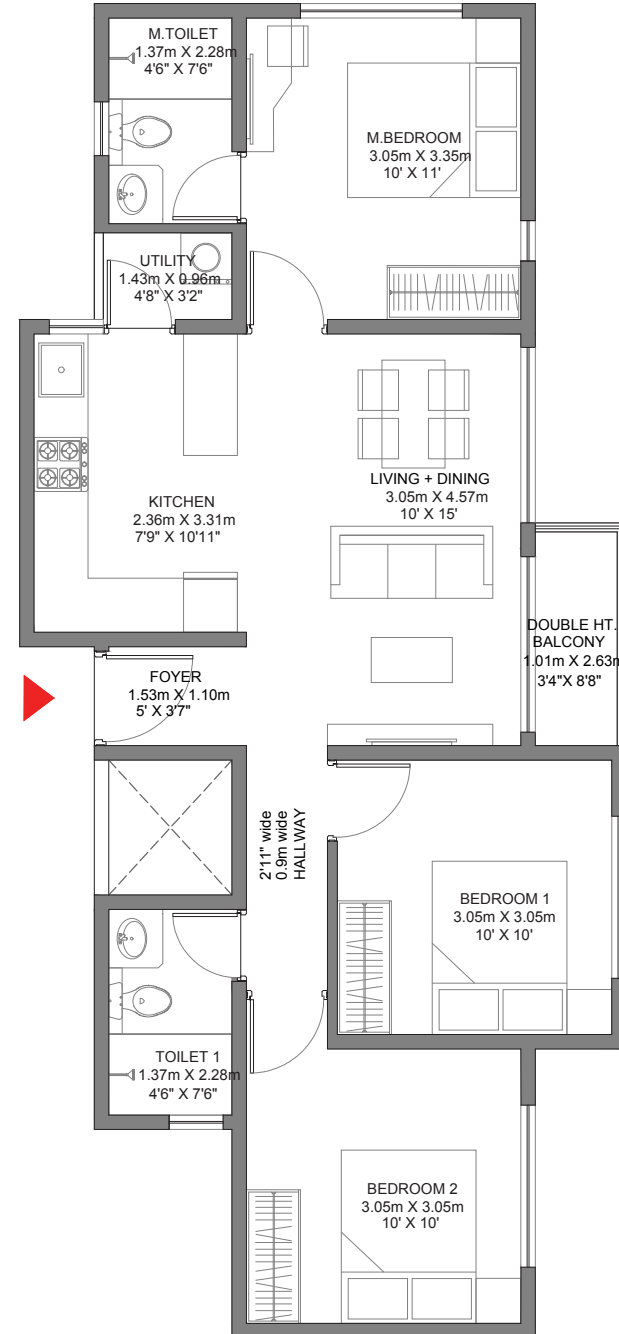 M.TOILET
1.37m X 2.28m
4'6" X 7'6"
M.BEDROOM
3.05m X 3.35m
10' X 11'
UTILITY
1.43m X 0.96m
4'8" X 3'2"
KITCHEN
2.36m X 3.31m
7'9" X 10'11"
LIVING + DINING
3.05m X 4.57m
10' X 15'
DOUBLE HT.
BALCONY
1.01m X 2.63m
3'4"X 8'8"
FOYER
1.53m X 1.10m
5' X 3'7"
2'11" wide
0.9m wide
HALLWAY
BEDROOM 1
3.05m X 3.05m
10' X 10'
TOILET 1
1.37m X 2.28m
4'6" X 7'6"
BEDROOM 2
3.05m X 3.05m
10' X 10'